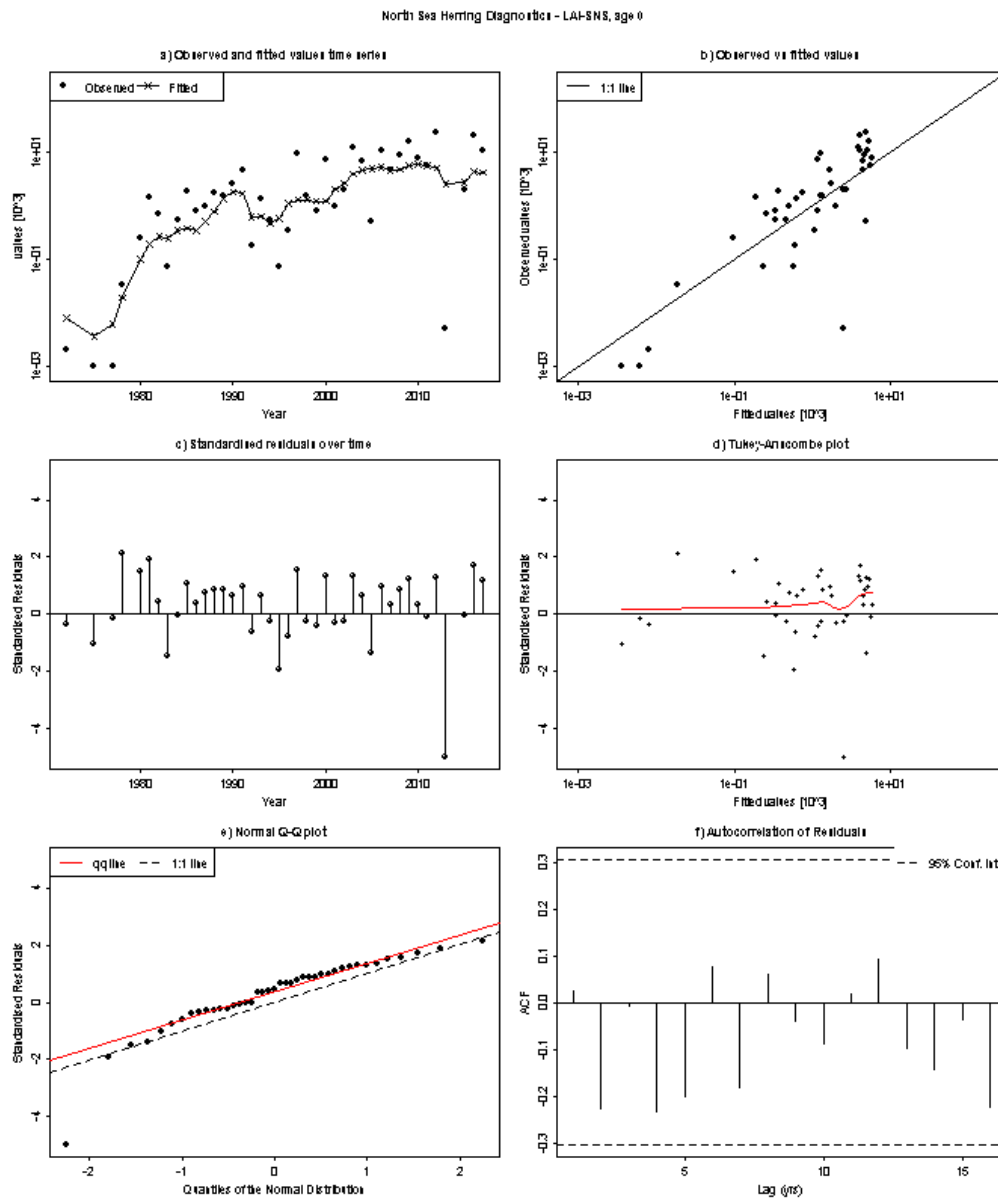 North Sea Herring Diagnostics - LAI-SNS, age 0
a) Observed and fitted values time series
Observed Fitted
values [10^3]
1e+01
1e-01
1e-03
1980 1990 2000 2010
Year
b) Observed vs fitted values
1:1 line
Observed values [10^3]
1e+01
1e-01
1e-03
1e-03 1e-01 1e+01
Fitted values [10^3]
c) Standardised residuals over time
Standardised Residuals
4
2
0
-2
-4
1980 1990 2000 2010
Year
d) Tukey-Anscombe plot
Standardised Residuals
4
2
0
-2
-4
1e-03 1e-01 1e+01
Fitted values [10^3]
e) Normal Q-Q plot
qq line 1:1 line
Standardised Residuals
4
2
0
-2
-4
-2 -1 0 1 2
Quantiles of the Normal Distribution
f) Autocorrelation of Residuals
95% Conf. Int
ACF
0.3
0.2
0.1
0.0
-0.1
-0.2
-0.3
5 10 15
Lag (yrs)